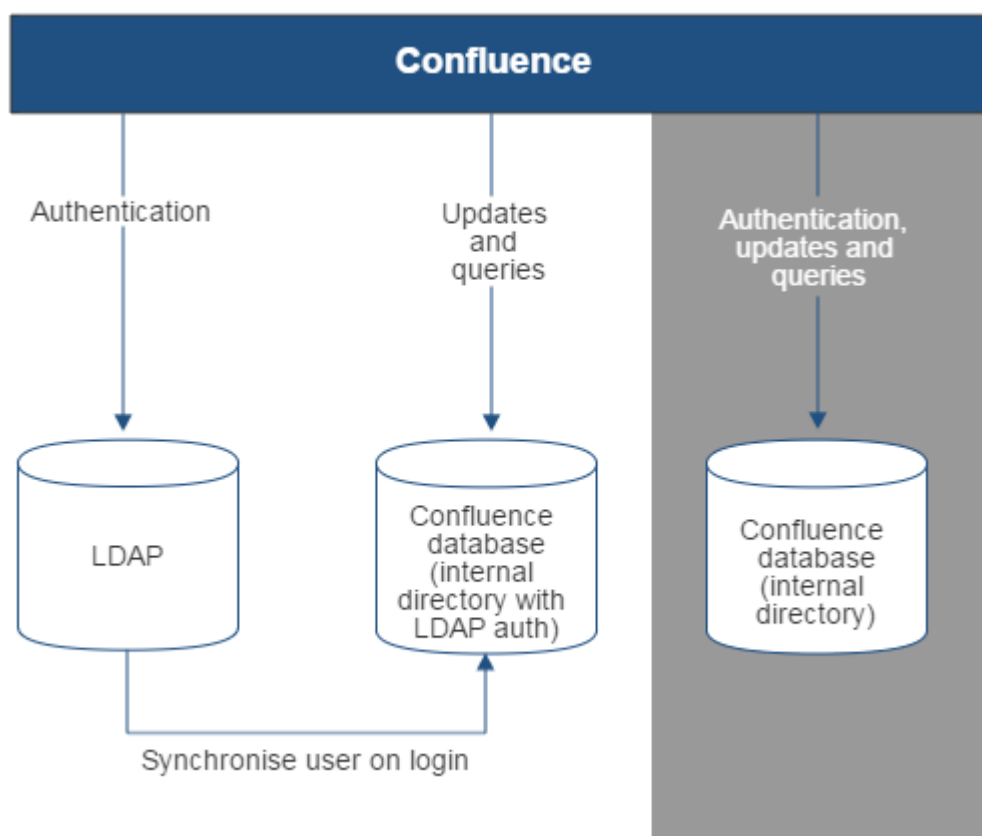 Confluence
Authentication
Updates
and
queries
Authentication,
updates and
queries
LDAP
Confluence
database
(internal
directory with
LDAP auth)
Confluence
database
(internal
directory)
Synchronise user on login